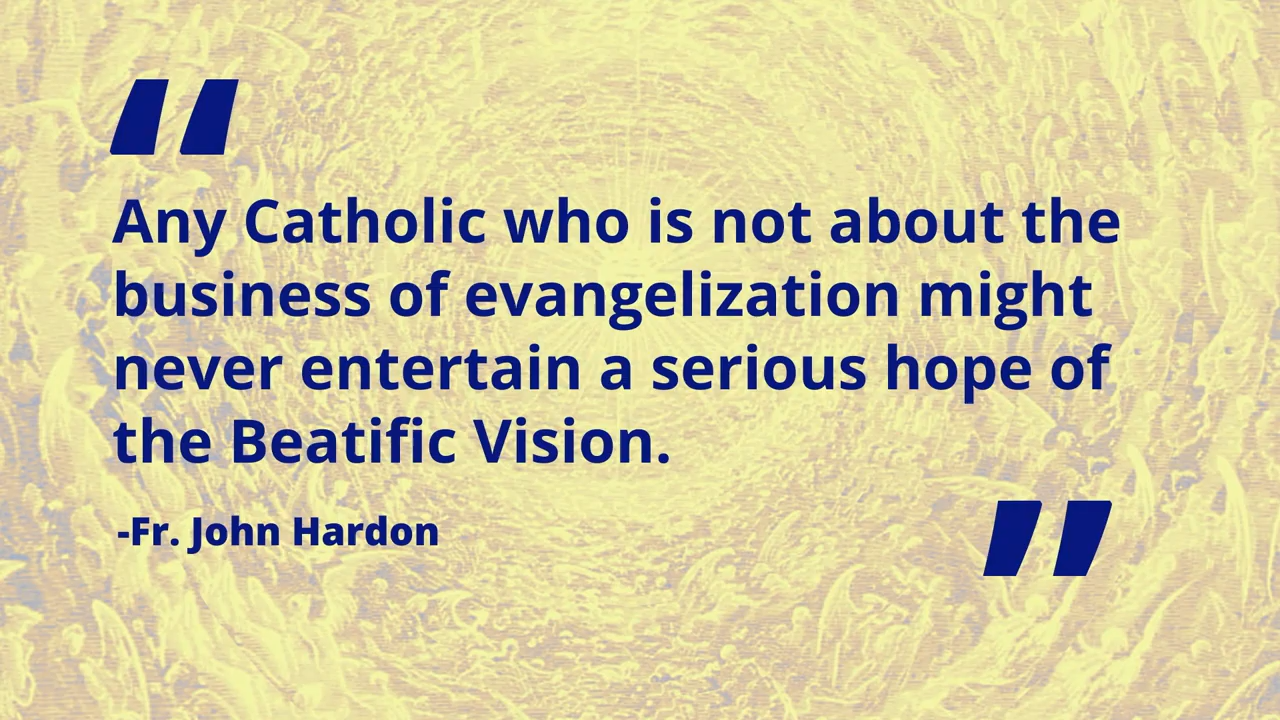 "
Any Catholic who is not about the
business of evangelization might
never entertain a serious hope of
the Beatific Vision.
-Fr. John Hardon
"